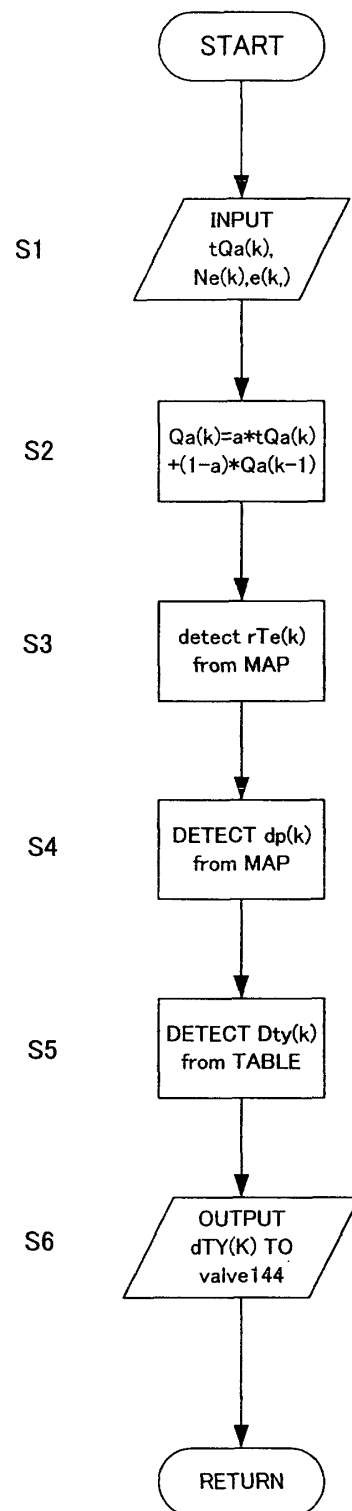 START
S1
INPUT
tQa(k),
Ne(k),e(k,)
S2
Qa(k)=a*tQa(k)
+(1-a)*Qa(k-1)
S3
detect rTe(k)
from MAP
S4
DETECT dp(k)
from MAP
S5
DETECT Dty(k)
from TABLE
S6
OUTPUT
dTY(K) TO
valve144
RETURN